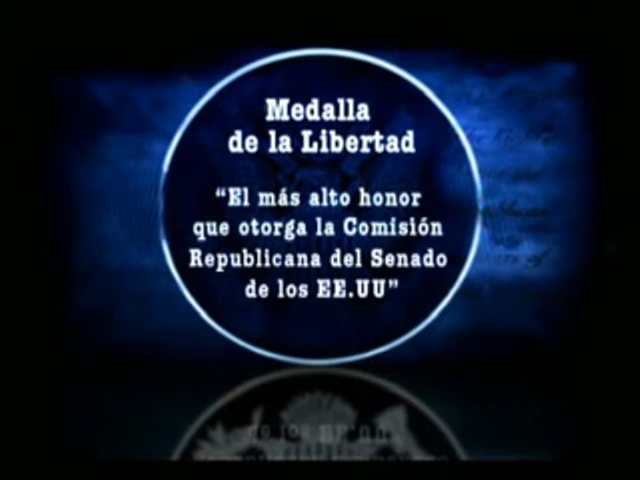 Medalla
de la Libertad
“El más alto honor
que otorga la Comisión
Republicana del Senado
de los EE.UU”